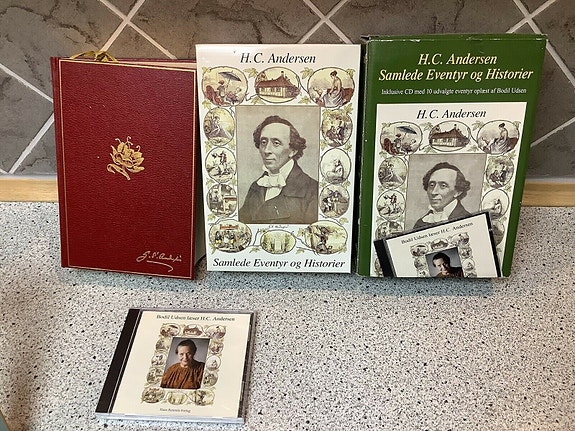 H.C. Andersen
Samlede Eventyr og Historier
H.C. Andersen
Samlede Eventyr og Historier
Inklusive CD med 10 udvalgte eventyr oplæst af Bodil Udsen
H.C. Andersen
Bodil Udsen læser H.C. Andersen
Bodil Udsen læser H.C. Andersen